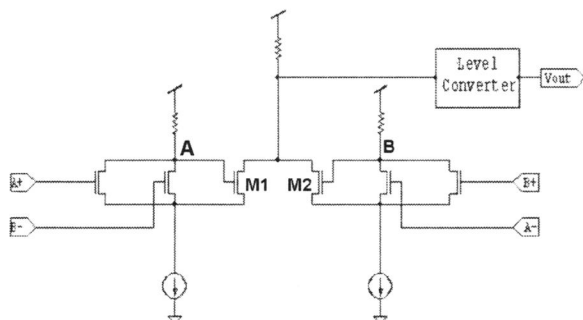 Level
Converter
Vout
A
B
A+
M1
M2
B+
B-
A-